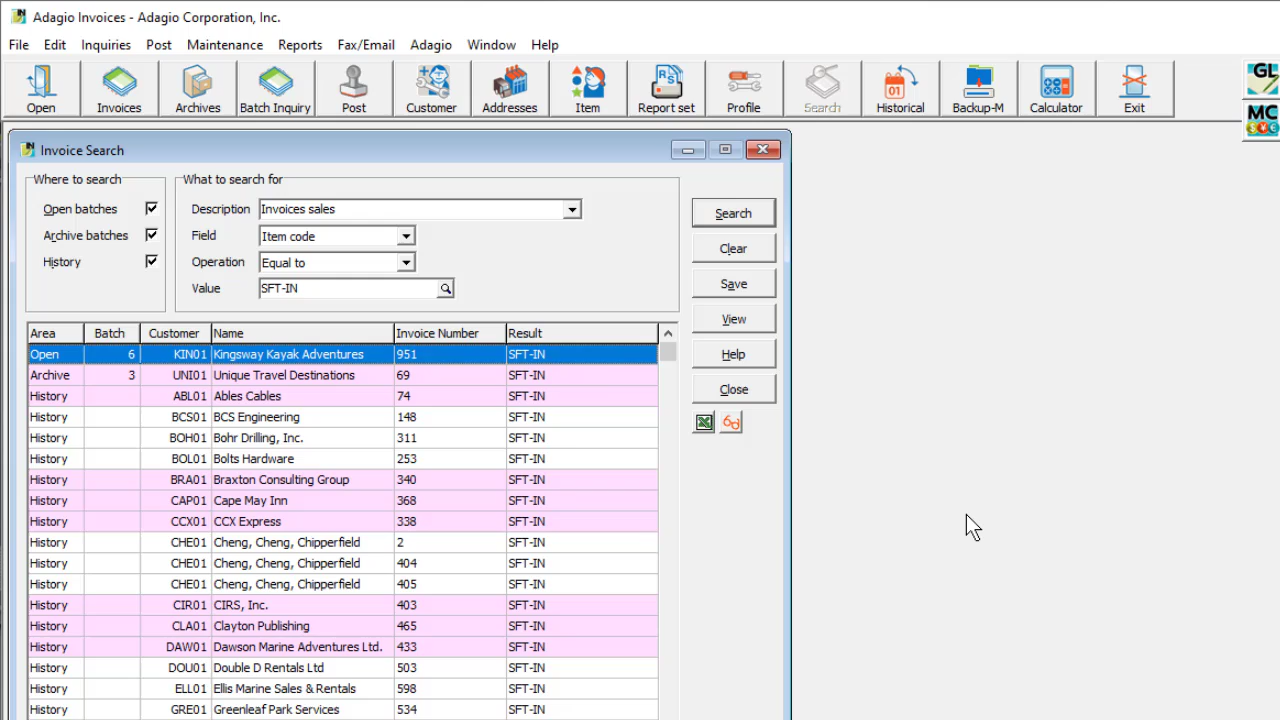 Adagio Invoices - Adagio Corporation, Inc.
File Edit Inquiries Post Maintenance Reports Fax/Email Adagio Window Help
Open Invoices Archives Batch Inquiry Post Customer Addresses Item Report set Profile Search Historical Backup-M Calculator Exit
GL
MC
Invoice Search
Where to search What to search for
Open batches Description Invoices sales Search
Archive batches Field Item code Clear
History Operation Equal to
Value SFT-IN Save
View
Help
Close
Area Batch Customer Name Invoice Number Result
Open 6 KIN01 Kingsway Kayak Adventures 951 SFT-IN
Archive 3 UNI01 Unique Travel Destinations 69 SFT-IN
History ABL01 Ables Cables 74 SFT-IN
History BCS01 BCS Engineering 148 SFT-IN
History BOH01 Bohr Drilling, Inc. 311 SFT-IN
History BOL01 Bolts Hardware 253 SFT-IN
History BRA01 Braxton Consulting Group 340 SFT-IN
History CAP01 Cape May Inn 368 SFT-IN
History CCX01 CCX Express 338 SFT-IN
History CHE01 Cheng, Cheng, Chipperfield 2 SFT-IN
History CHE01 Cheng, Cheng, Chipperfield 404 SFT-IN
History CHE01 Cheng, Cheng, Chipperfield 405 SFT-IN
History CIR01 CIRS, Inc. 403 SFT-IN
History CLA01 Clayton Publishing 465 SFT-IN
History DAW01 Dawson Marine Adventures Ltd. 433 SFT-IN
History DOU01 Double D Rentals Ltd 503 SFT-IN
History ELL01 Ellis Marine Sales & Rentals 598 SFT-IN
History GRE01 Greenleaf Park Services 534 SFT-IN